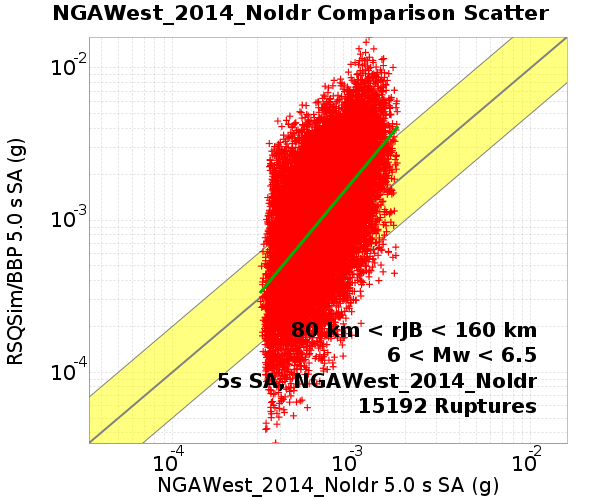 NGAWest_2014_NoIdr Comparison Scatter
10-2
10-3
10-4
RSQSim/BBP 5.0 s SA (g)
80 km < rJB < 160 km
6 < Mw < 6.5
5s SA, NGAWest_2014_NoIdr
15192 Ruptures
10-4
10-3
10-2
NGAWest_2014_NoIdr 5.0 s SA (g)